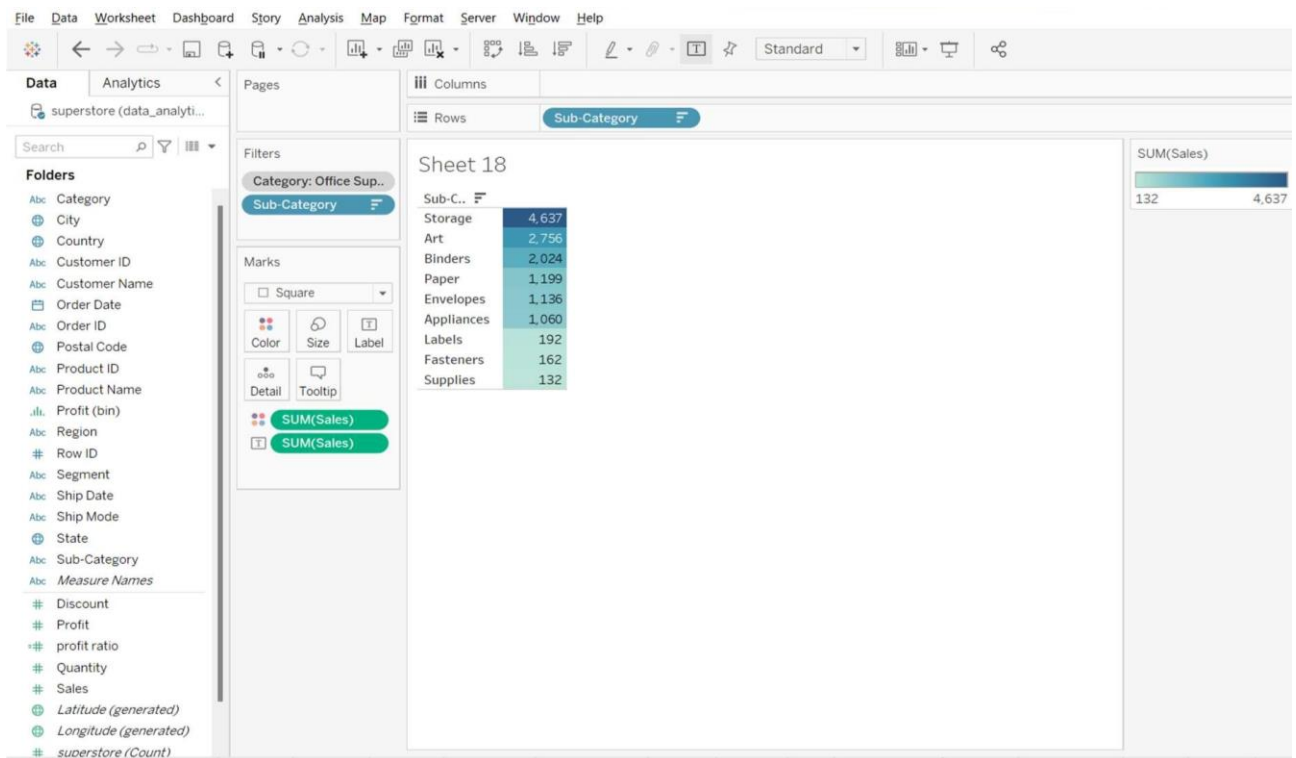 File Data Worksheet Dashboard Story Analysis Map Format Server Window Help
Standard
Data Analytics
superstore (data_analyti...
Search
Folders
Abc Category
City
Country
Abc Customer ID
Abc Customer Name
Order Date
Abc Order ID
Postal Code
Abc Product ID
Abc Product Name
Profit (bin)
Abc Region
# Row ID
Abc Segment
Abc Ship Date
Abc Ship Mode
State
Abc Sub-Category
Abc Measure Names
# Discount
# Profit
=# profit ratio
# Quantity
# Sales
Latitude (generated)
Longitude (generated)
# superstore (Count)
Pages
Filters
Category: Office Sup..
Sub-Category
Marks
Square
Color Size Label
Detail Tooltip
SUM(Sales)
SUM(Sales)
Columns
Rows Sub-Category
Sheet 18
Sub-C..
Storage 4,637
Art 2,756
Binders 2,024
Paper 1,199
Envelopes 1,136
Appliances 1,060
Labels 192
Fasteners 162
Supplies 132
SUM(Sales)
132 4,637